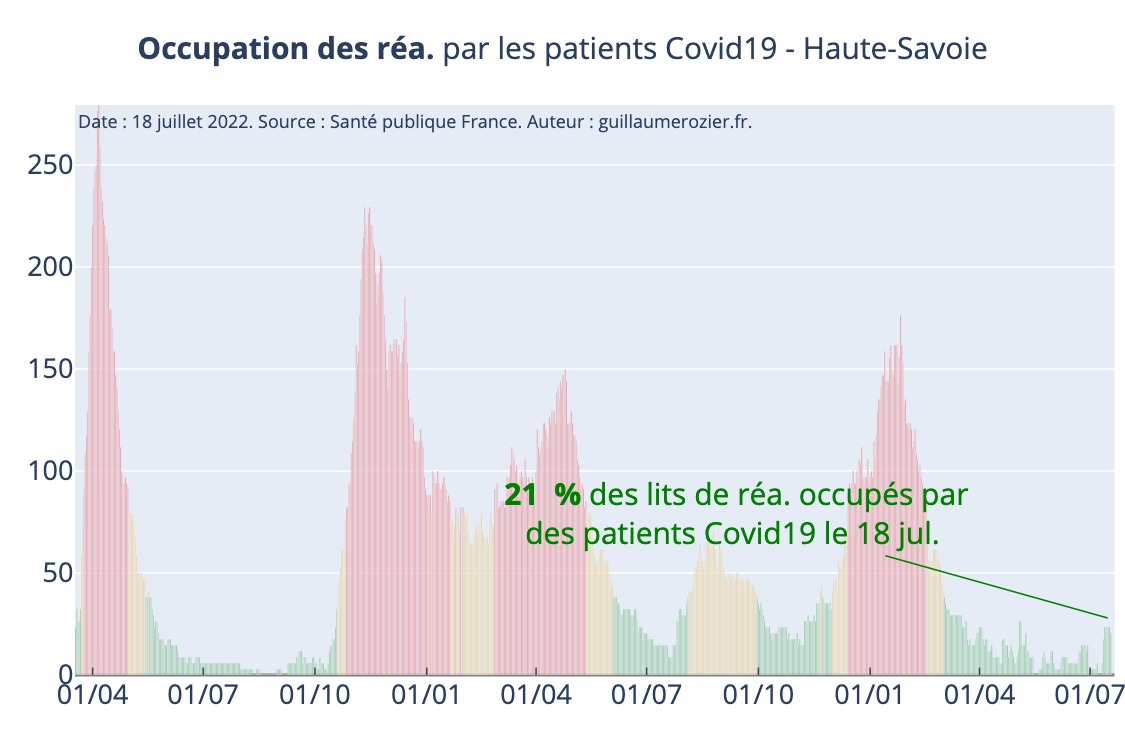 Occupation des réa. par les patients Covid19 - Haute-Savoie
Date : 18 juillet 2022. Source : Santé publique France. Auteur : guillaumerozier.fr.
250
200
150
100
50
0
21 % des lits de réa. occupés par
des patients Covid19 le 18 jul.
01/04 01/07 01/10 01/01 01/04 01/07 01/10 01/01 01/04 01/07